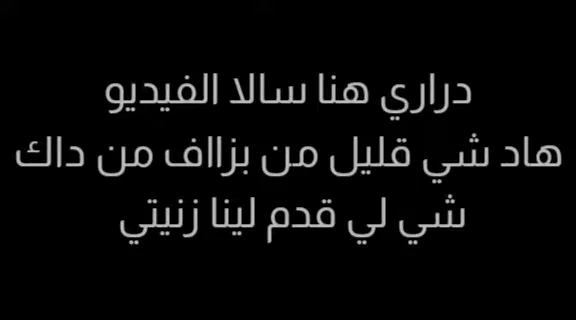 دراري هنا سالا الفيديو
هاد شي قليل من بزااف من داك
شي لي قدم لينا زنيتي